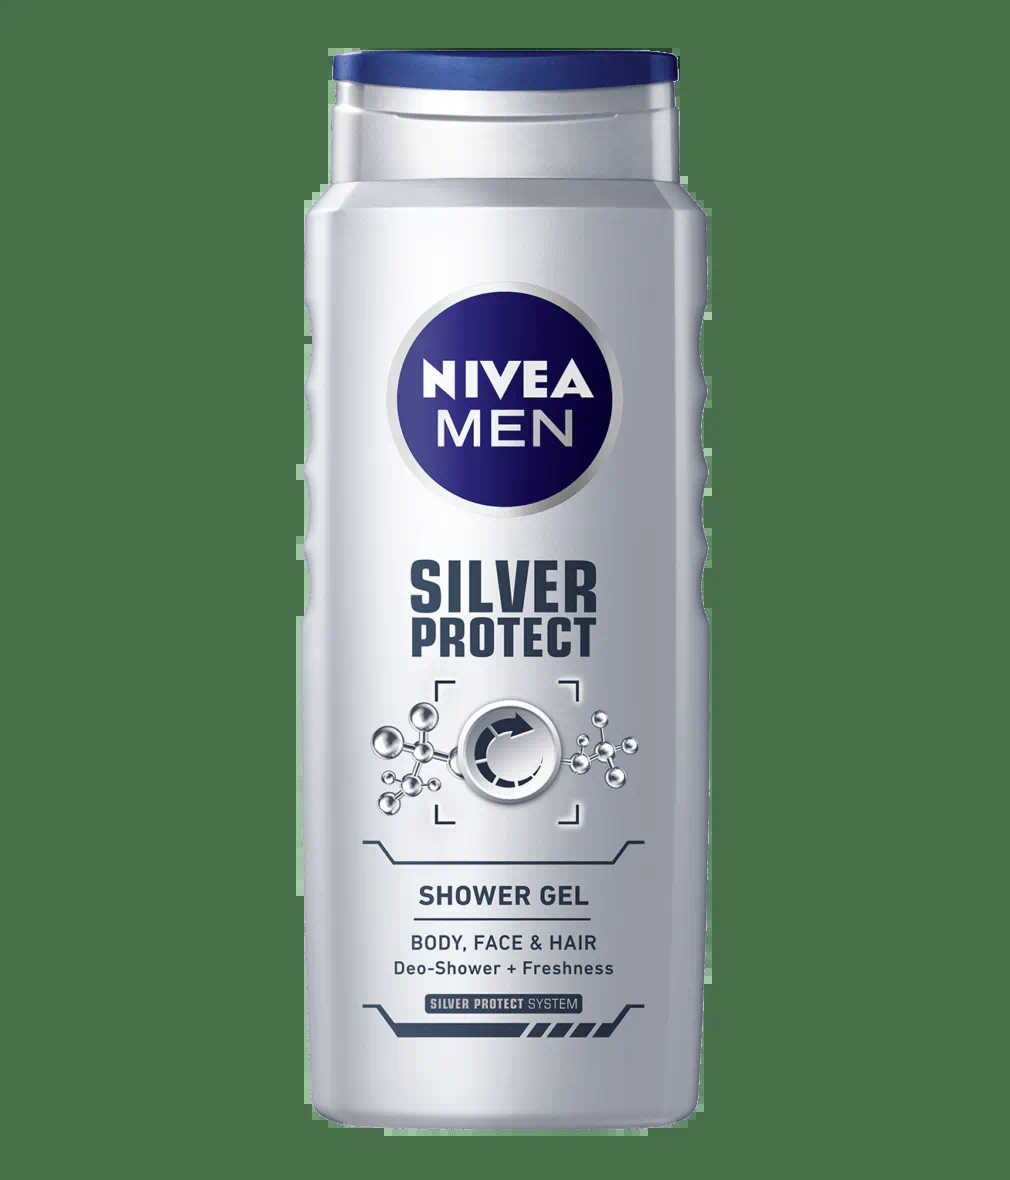 NIVEA
MEN
SILVER
PROTECT
SHOWER GEL
BODY, FACE & HAIR
Deo-Shower + Freshness
SILVER PROTECT SYSTEM